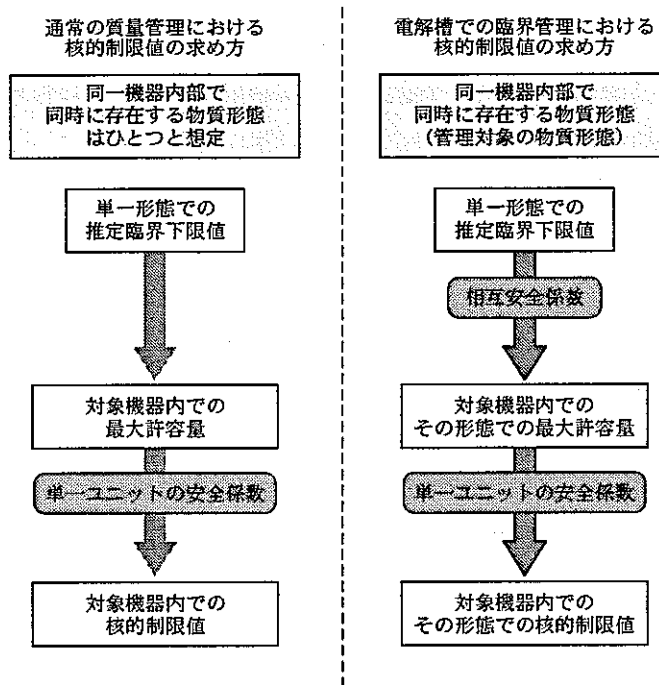 通常の質量管理における
核的制限値の求め方
同一機器内部で
同時に存在する物質形態
はひとつと想定
単一形態での
推定臨界下限値
対象機器内での
最大許容量
単一ユニットの安全係数
対象機器内での
核的制限値
電解槽での臨界管理における
核的制限値の求め方
同一機器内部で
同時に存在する物質形態
(管理対象の物質形態)
単一形態での
推定臨界下限値
相互安全係数
対象機器内での
その形態での最大許容量
単一ユニットの安全係数
対象機器内での
その形態での核的制限値